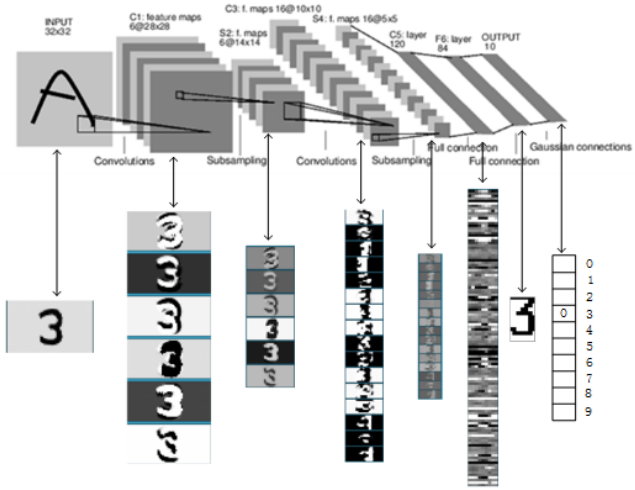 INPUT
32x32
C1: feature maps
6@28x28
S2: f. maps
6@14x14
C3: f. maps 16@10x10
S4: f. maps 16@5x5
C5: layer
120
F6: layer
84
OUTPUT
10
Convolutions
Subsampling
Convolutions
Subsampling
Full connection
Full connection
Gaussian connections
A
3
3
3
3
3
3
3
0
0
1
2
3
4
5
6
7
8
9